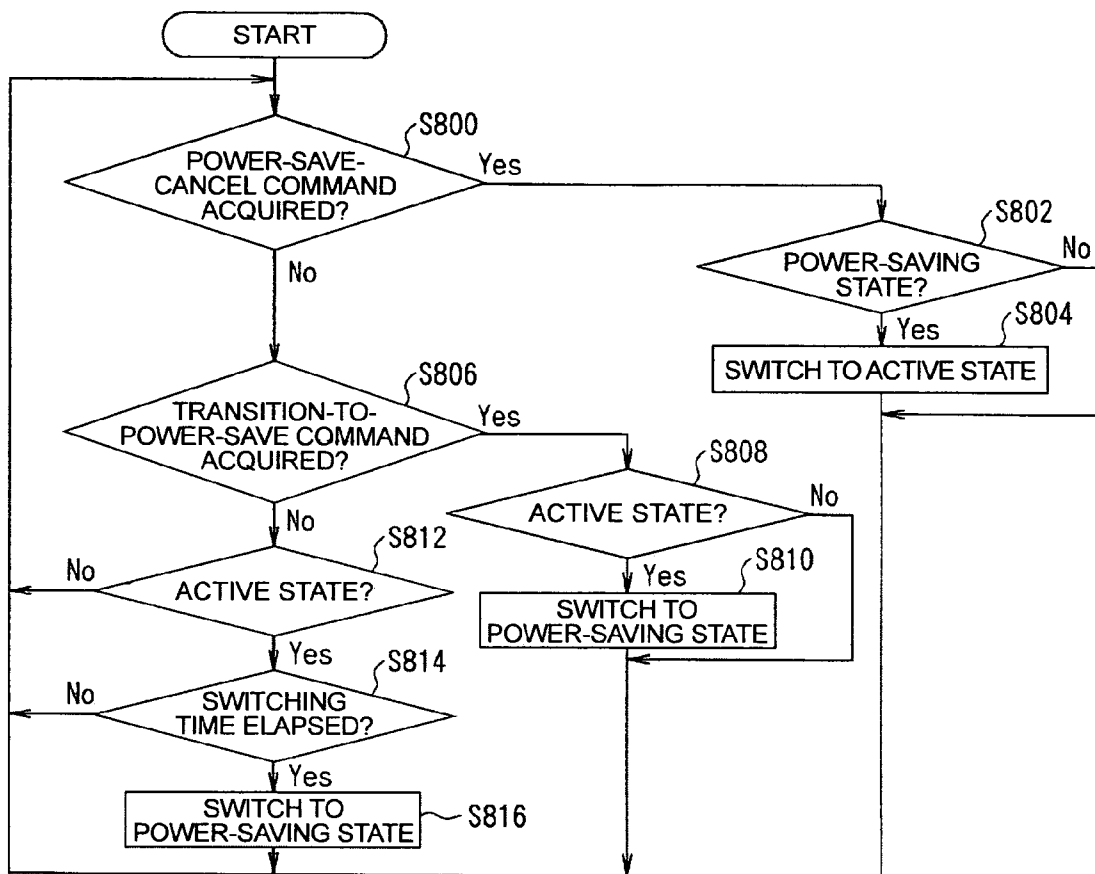 START
S800
POWER-SAVE-
CANCEL COMMAND
ACQUIRED?
Yes
No
S802
POWER-SAVING
STATE?
No
Yes
S804
SWITCH TO ACTIVE STATE
S806
TRANSITION-TO-
POWER-SAVE COMMAND
ACQUIRED?
Yes
No
S808
ACTIVE STATE?
No
Yes
S810
SWITCH TO
POWER-SAVING STATE
S812
ACTIVE STATE?
No
Yes
S814
SWITCHING
TIME ELAPSED?
No
Yes
SWITCH TO
POWER-SAVING STATE
S816